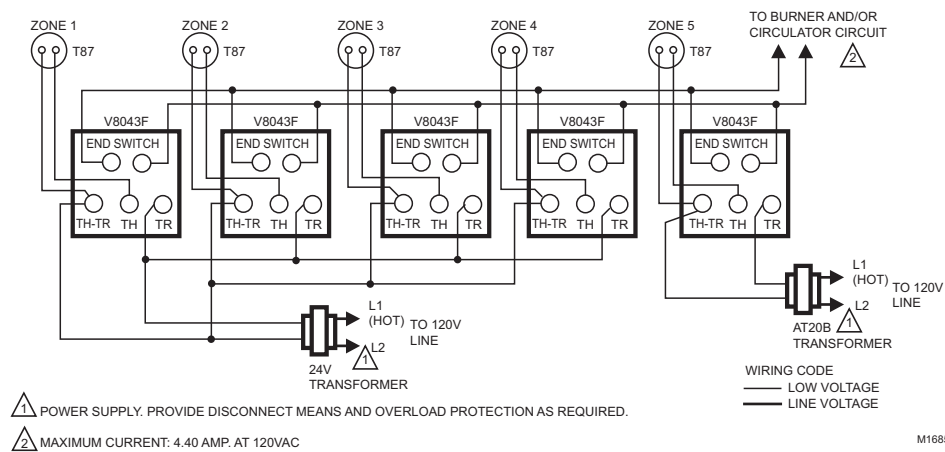 ZONE 1
ZONE 2
ZONE 3
ZONE 4
ZONE 5
TO BURNER AND/OR
CIRCULATOR CIRCUIT
T87
T87
T87
T87
T87
2
V8043F
V8043F
V8043F
V8043F
V8043F
END SWITCH
END SWITCH
END SWITCH
END SWITCH
END SWITCH
TH-TR TH TR
TH-TR TH TR
TH-TR TH TR
TH-TR TH TR
TH-TR TH TR
L1
(HOT)
TO 120V
LINE
L2
1
24V
TRANSFORMER
L1
(HOT)
TO 120V
LINE
L2
1
AT20B
TRANSFORMER
WIRING CODE
LOW VOLTAGE
LINE VOLTAGE
1 POWER SUPPLY. PROVIDE DISCONNECT MEANS AND OVERLOAD PROTECTION AS REQUIRED.
2 MAXIMUM CURRENT: 4.40 AMP. AT 120VAC